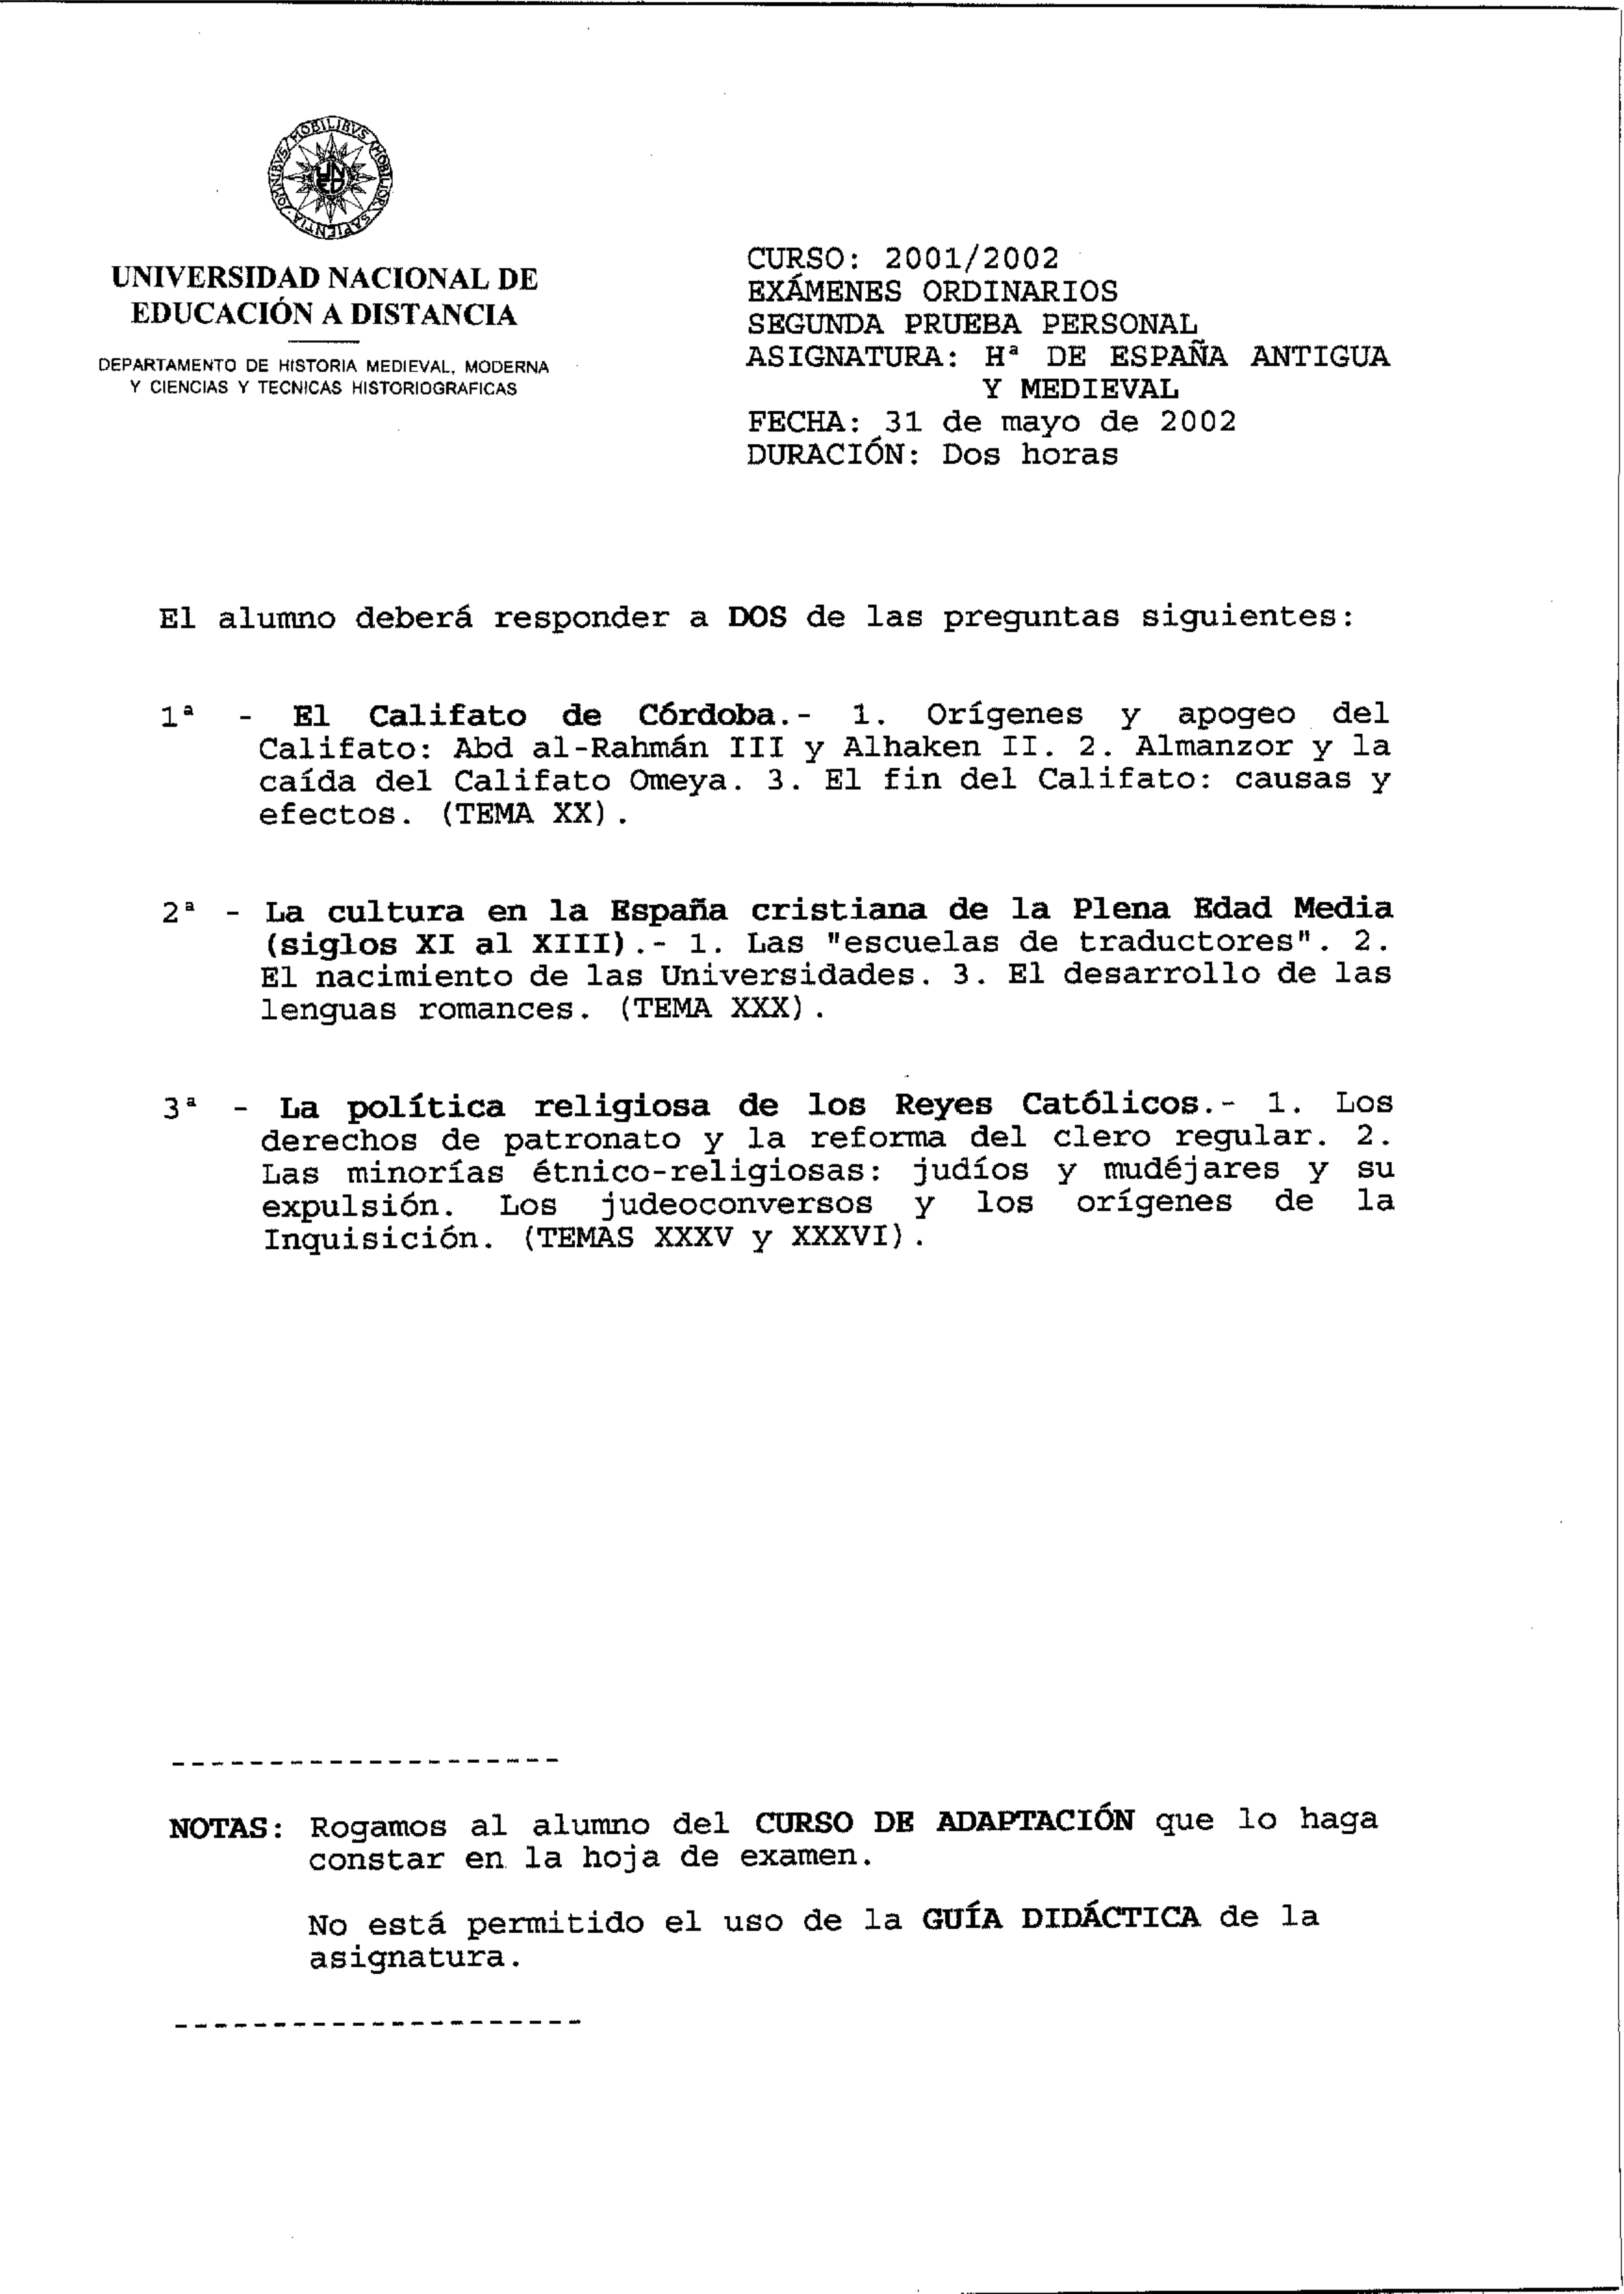 OMNIBVS MOBILIBVS MOBILIOR SAPIENTIA
UNED
UNIVERSIDAD NACIONAL DE
EDUCACIÓN A DISTANCIA
DEPARTAMENTO DE HISTORIA MEDIEVAL, MODERNA
Y CIENCIAS Y TECNICAS HISTORIOGRAFICAS
CURSO: 2001/2002
EXÁMENES ORDINARIOS
SEGUNDA PRUEBA PERSONAL
ASIGNATURA: Hª DE ESPAÑA ANTIGUA
Y MEDIEVAL
FECHA: 31 de mayo de 2002
DURACIÓN: Dos horas
El alumno deberá responder a DOS de las preguntas siguientes:
1ª - El Califato de Córdoba.- 1. Orígenes y apogeo del
Califato: Abd al-Rahmán III y Alhaken II. 2. Almanzor y la
caída del Califato Omeya. 3. El fin del Califato: causas y
efectos. (TEMA XX).
2ª - La cultura en la España cristiana de la Plena Edad Media
(siglos XI al XIII).- 1. Las "escuelas de traductores". 2.
El nacimiento de las Universidades. 3. El desarrollo de las
lenguas romances. (TEMA XXX).
3ª - La política religiosa de los Reyes Católicos.- 1. Los
derechos de patronato y la reforma del clero regular. 2.
Las minorías étnico-religiosas: judíos y mudéjares y su
expulsión. Los judeoconversos y los orígenes de la
Inquisición. (TEMAS XXXV y XXXVI).
--------------------
NOTAS: Rogamos al alumno del CURSO DE ADAPTACIÓN que lo haga
constar en la hoja de examen.
No está permitido el uso de la GUÍA DIDÁCTICA de la
asignatura.
---------------------